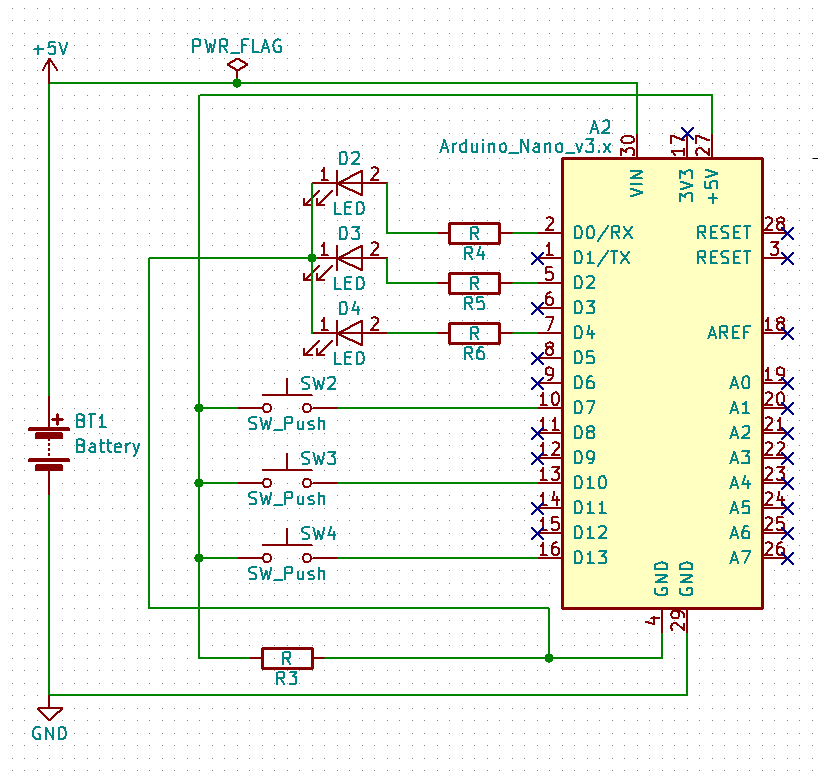 +5V
PWR_FLAG
A2
Arduino_Nano_v3.x
30
17
27
VIN
3V3
+5V
D2
1
2
LED
D3
1
2
LED
D4
1
2
LED
R
R4
R
R5
R
R6
2 D0/RX
1 D1/TX
5 D2
6 D3
7 D4
8 D5
9 D6
10 D7
11 D8
12 D9
13 D10
14 D11
15 D12
16 D13
RESET 28
RESET 3
AREF 18
A0 19
A1 20
A2 21
A3 22
A4 23
A5 24
A6 25
A7 26
SW2
SW_Push
SW3
SW_Push
SW4
SW_Push
+
BT1
Battery
GND
GND
4
29
R
R3
GND